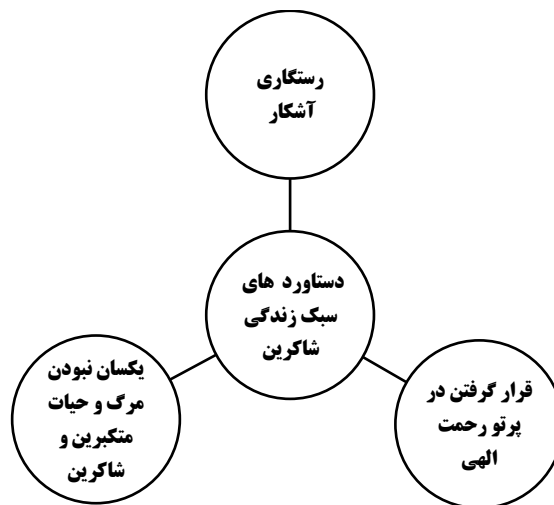 رستگاری
آشکار
دستاورد های
سبک زندگی
شاکرین
قرار گرفتن در
پرتو رحمت
الهی
یکسان نبودن
مرگ و حیات
متکبرین و
شاکرین